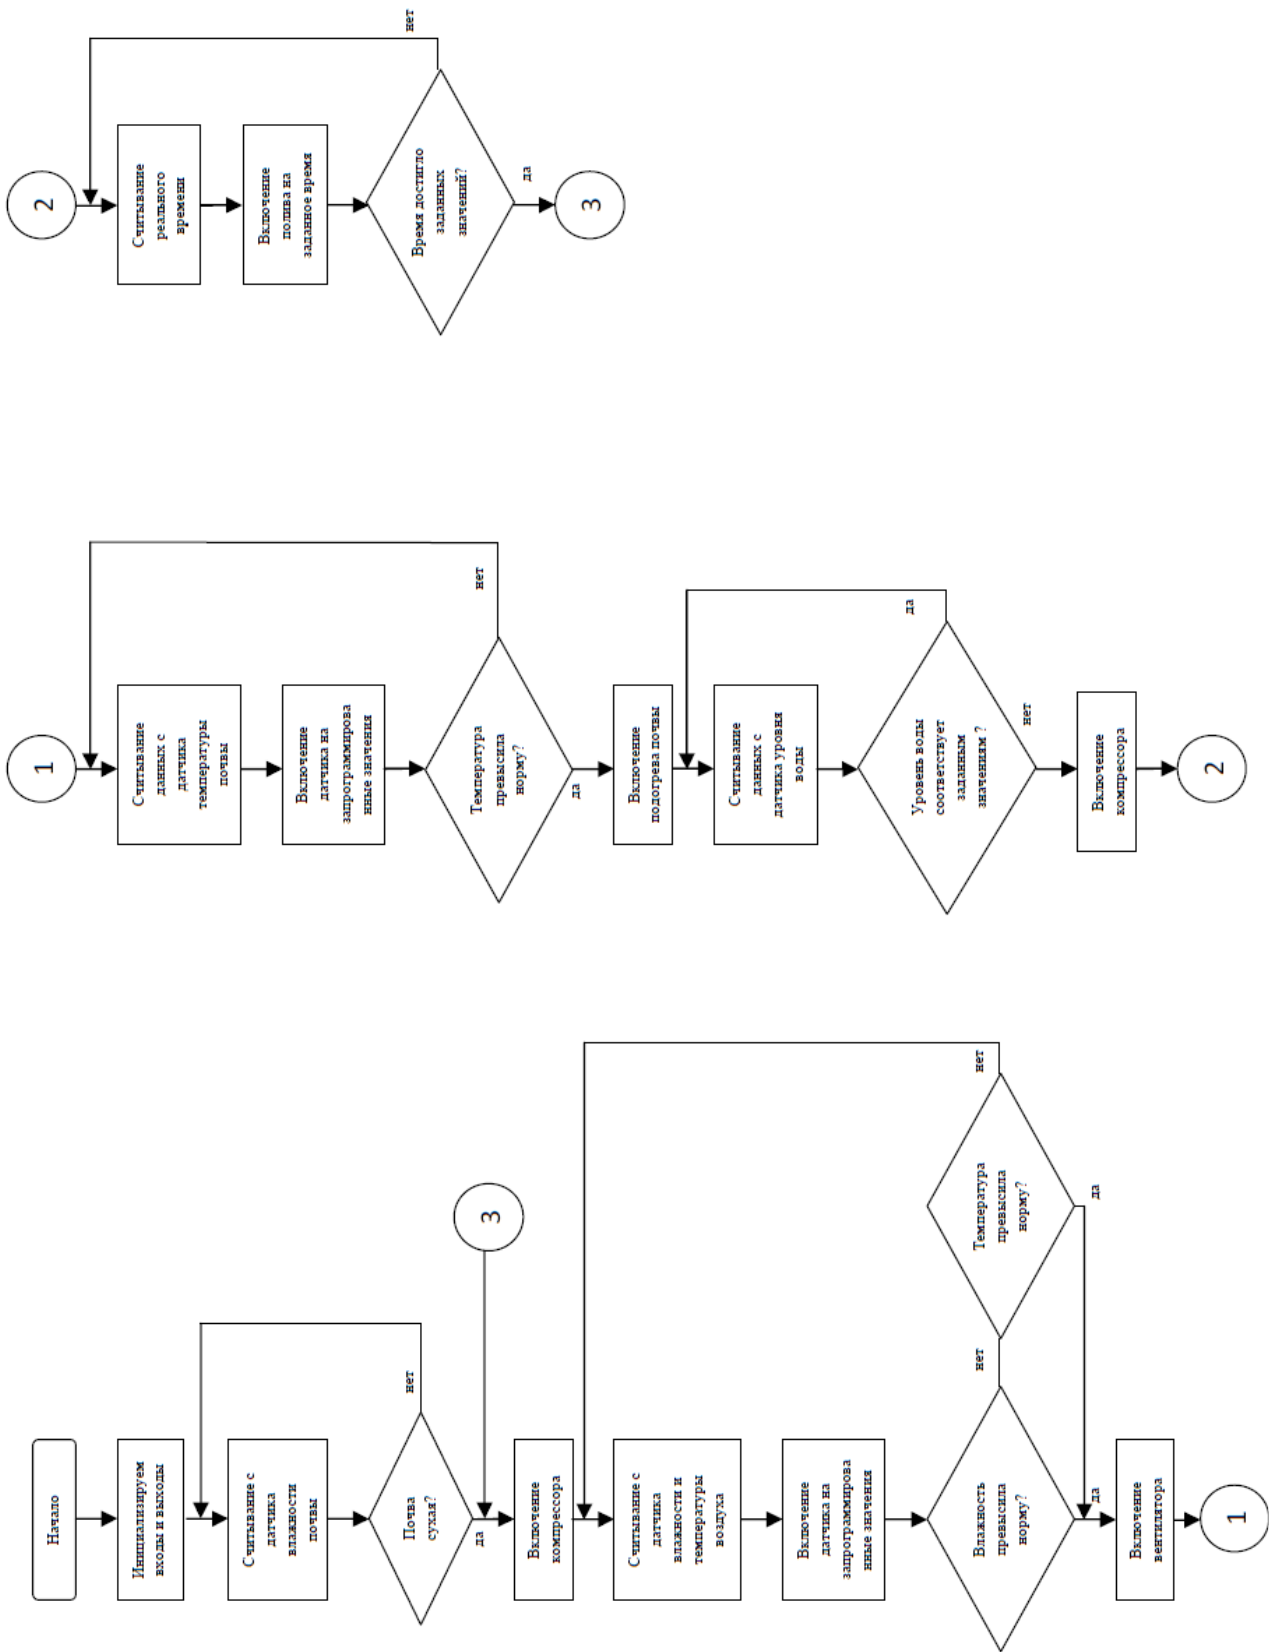 Начало
Инициализируем
входы и выходы
Считывание с
датчика
влажности
почвы
Почва
сухая?
нет
да
3
Включение
компрессора
Считывание с
датчика
влажности и
температуры
воздуха
Включение
датчика на
запрограммирова
нные значения
Влажность
превысила
норму?
нет
Температура
превысила
норму?
нет
да
да
Включение
вентилятора
1
1
Считывание
данных с
датчика
температуры
почвы
Включение
датчика на
запрограммирова
нные значения
Температура
превысила
норму?
нет
да
Включение
подогрева почвы
Считывание
данных с
датчика уровня
воды
Уровень воды
соответствует
заданным
значениям ?
да
нет
Включение
компрессора
2
2
Считывание
реального
времени
Включение
полива на
заданное время
Время достигло
заданных
значений?
нет
да
3